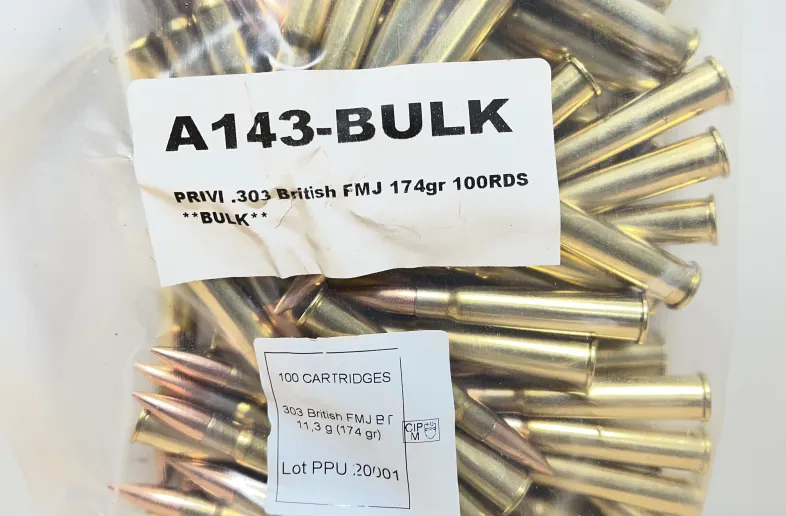 A143-BULK
PRIVI .303 British FMJ 174gr 100RDS
**BULK**
100 CARTRIDGES
303 British FMJ BT
11,3 g (174 gr)
CIP
M
Lot PPU 20001